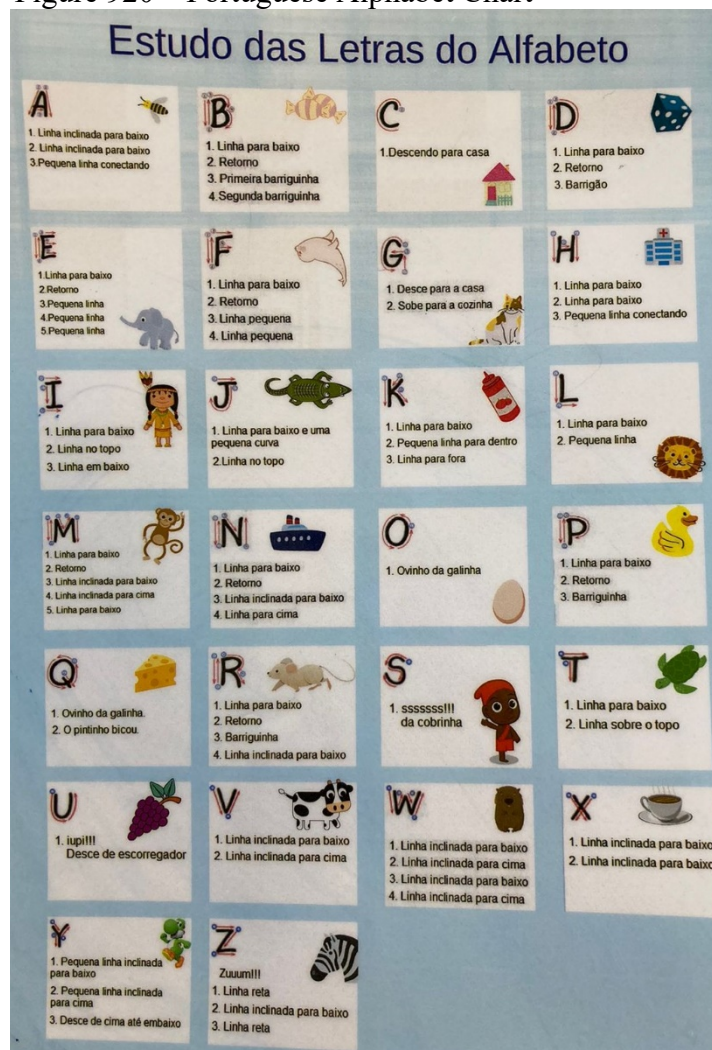 Figure 920 – Portuguese Alphabet Chart
Estudo das Letras do Alfabeto
A
1. Linha inclinada para baixo
2. Linha inclinada para baixo
3.Pequena linha conectando
B
1. Linha para baixo
2. Retorno
3. Primeira barriguinha
4.Segunda barriguinha
C
1.Descendo para casa
D
1. Linha para baixo
2. Retorno
3. Barrigão
E
1.Linha para baixo
2.Retorno
3.Pequena linha
4.Pequena linha
5.Pequena linha
F
1. Linha para baixo
2. Retorno
3. Linha pequena
4. Linha pequena
G
1. Desce para a casa
2. Sobe para a cozinha
H
1. Linha para baixo
2. Linha para baixo
3. Pequena linha conectando
I
1. Linha para baixo
2. Linha no topo
3. Linha em baixo
J
1. Linha para baixo e uma
pequena curva
2.Linha no topo
K
1. Linha para baixo
2. Pequena linha para dentro
3. Linha para fora
L
1. Linha para baixo
2. Pequena linha
M
1. Linha para baixo
2. Retorno
3. Linha inclinada para baixo
4. Linha inclinada para cima
5. Linha para baixo
N
1. Linha para baixo
2. Retorno
3. Linha inclinada para baixo
4. Linha para cima
O
1. Ovinho da galinha
P
1. Linha para baixo
2. Retorno
3. Barriguinha
Q
1. Ovinho da galinha.
2. O pintinho bicou.
R
1. Linha para baixo
2. Retorno
3. Barriguinha
4. Linha inclinada para baixo
S
1. sssssss!!!
da cobrinha
T
1. Linha para baixo
2. Linha sobre o topo
U
1. iupi!!!
Desce de escorregador
V
1. Linha inclinada para baixo
2. Linha inclinada para cima
W
1. Linha inclinada para baixo
2. Linha inclinada para cima
3. Linha inclinada para baixo
4. Linha inclinada para cima
X
1. Linha inclinada para baixo
2. Linha inclinada para baixo
Y
1. Pequena linha inclinada
para baixo
2. Pequena linha inclinada
para cima
3. Desce de cima até embaixo
Z
Zuuum!!!
1. Linha reta
2. Linha inclinada para baixo
3. Linha reta